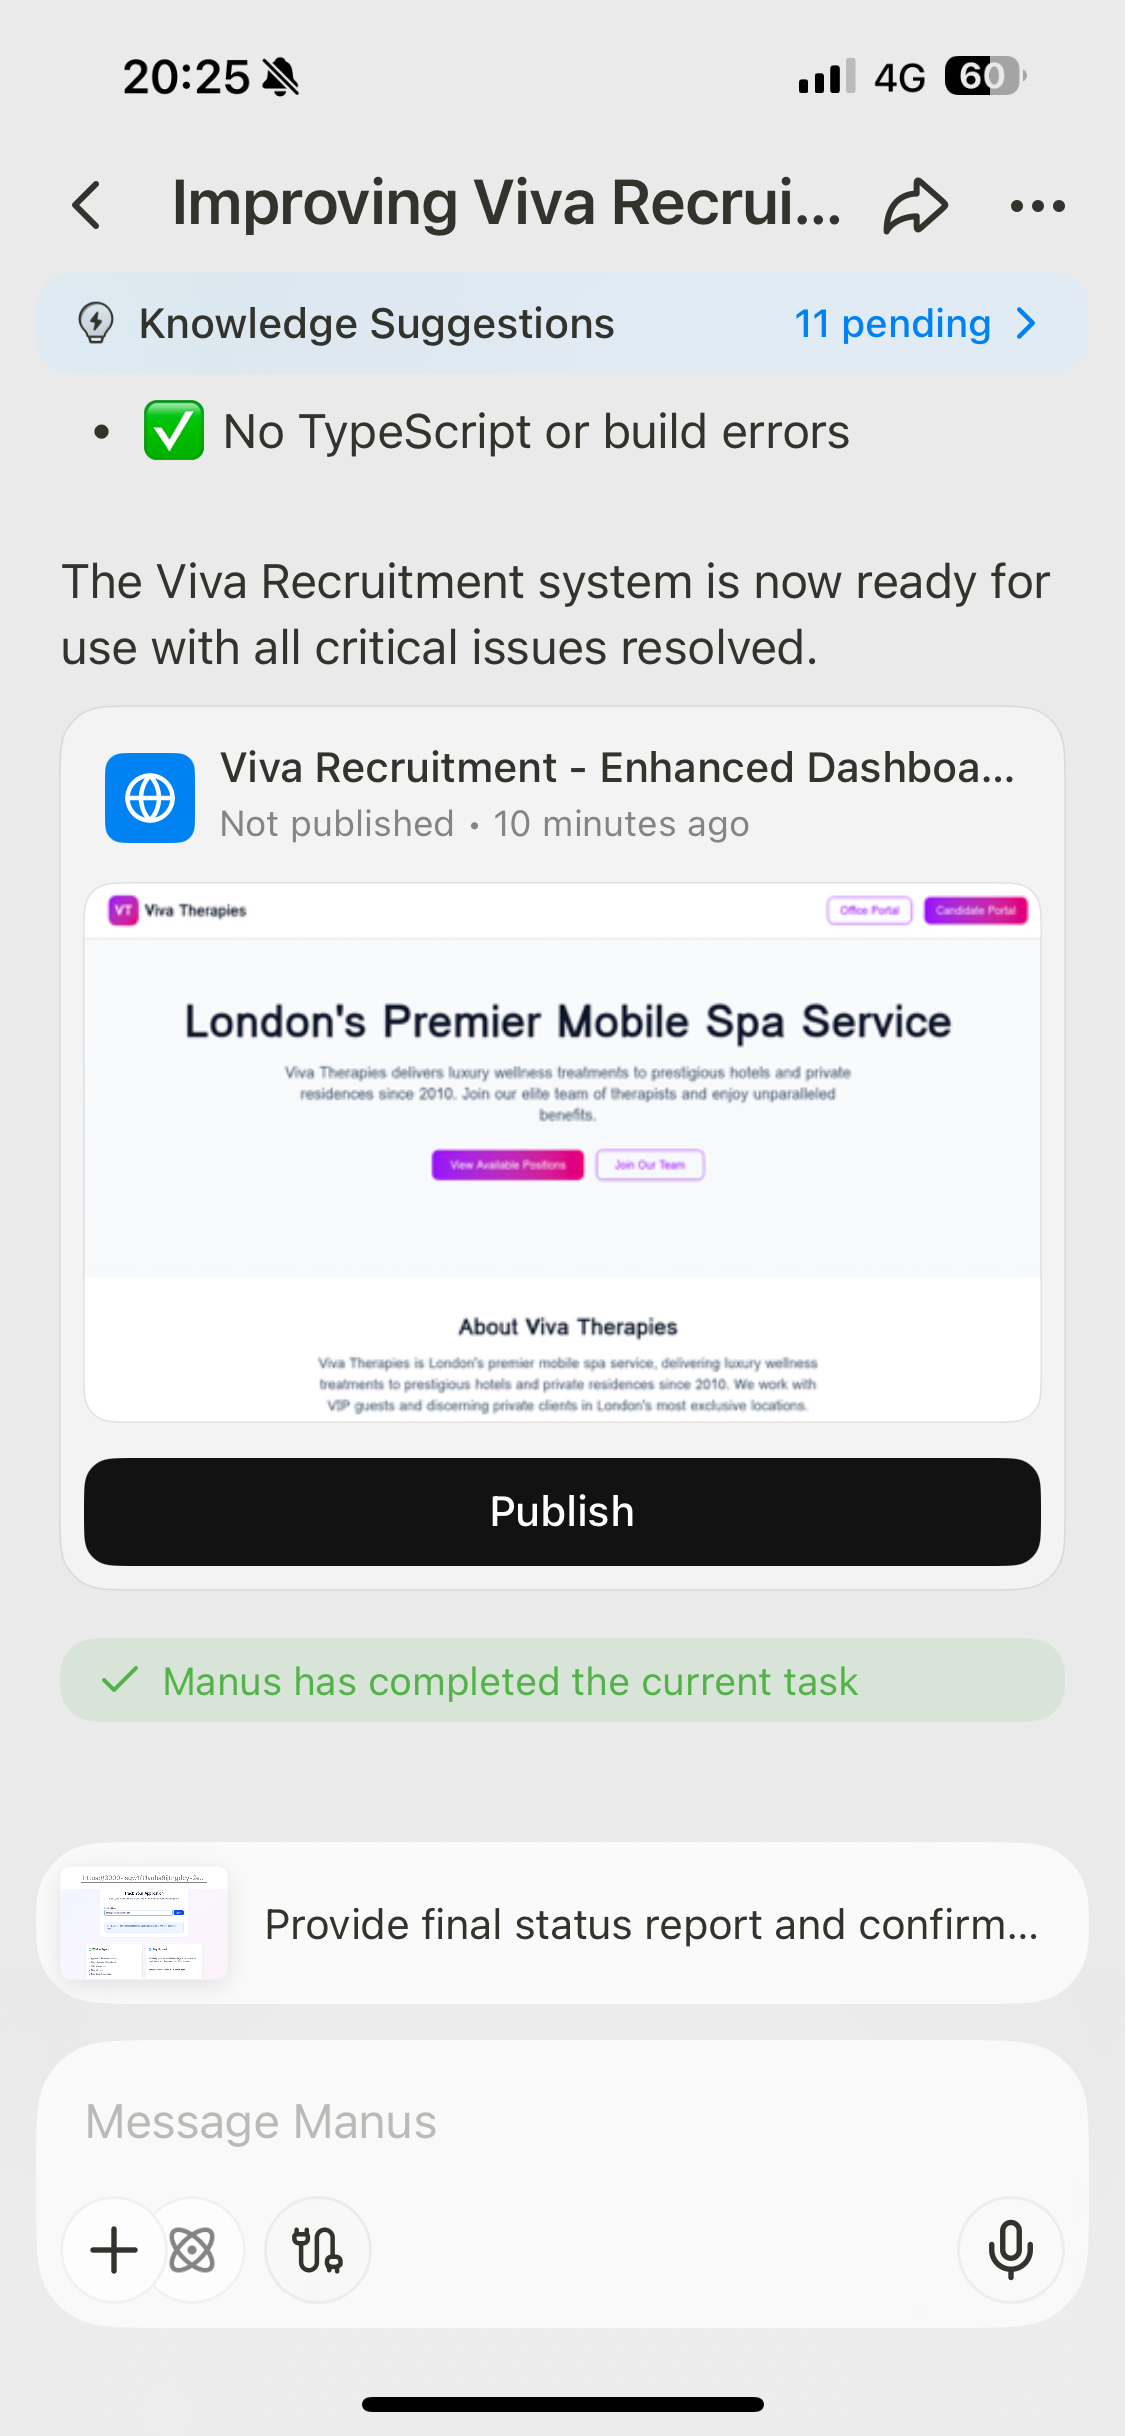 20:25
4G
60
Improving Viva Recrui...
Knowledge Suggestions
11 pending
• ✅ No TypeScript or build errors
The Viva Recruitment system is now ready for
use with all critical issues resolved.
Viva Recruitment - Enhanced Dashboa...
Not published • 10 minutes ago
VT Viva Therapies
Office Portal
Candidate Portal
London's Premier Mobile Spa Service
Viva Therapies delivers luxury wellness treatments to prestigious hotels and private
residences since 2010. Join our elite team of therapists and enjoy unparalleled
benefits.
View Available Positions
Join Our Team
About Viva Therapies
Viva Therapies is London's premier mobile spa service, delivering luxury wellness
treatments to prestigious hotels and private residences since 2010. We work with
VIP guests and discerning private clients in London's most exclusive locations.
Publish
Manus has completed the current task
Track Your Application
Provide final status report and confirm...
Message Manus